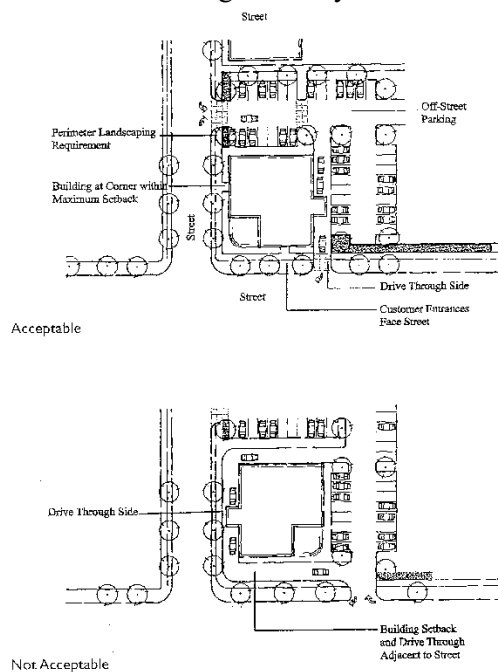 Street
Off-Street
Parking
Perimeter Landscaping
Requirement
Building at Corner within
Maximum Setback
Street
Street
Drive Through Side
Customer Entrances
Face Street
Acceptable
Drive Through Side
Building Setback
and Drive Through
Adjacent to Street
Not Acceptable